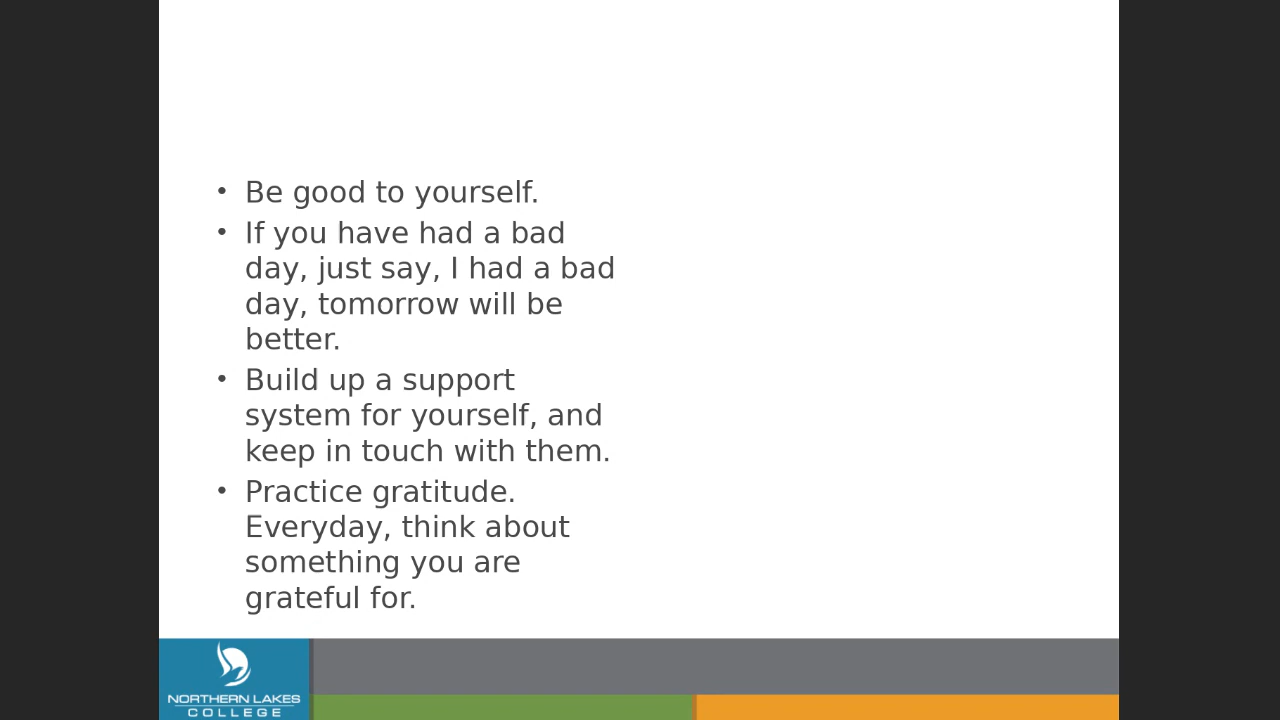 • Be good to yourself.
• If you have had a bad
day, just say, I had a bad
day, tomorrow will be
better.
• Build up a support
system for yourself, and
keep in touch with them.
• Practice gratitude.
Everyday, think about
something you are
grateful for.
NORTHERN LAKES
COLLEGE